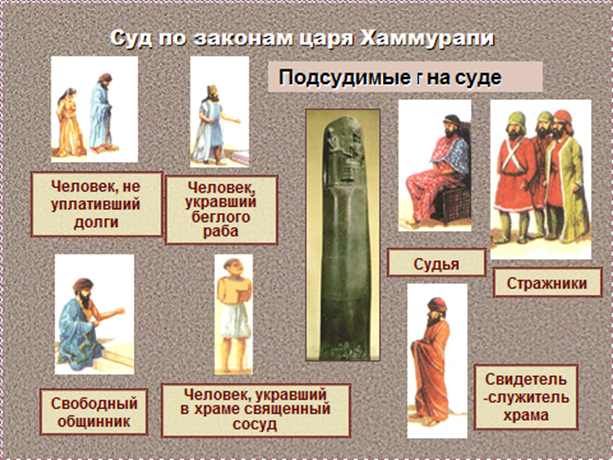 Суд по законам царя Хаммурапи
Подсудимые г на суде
Человек, не
уплативший
долги
Человек,
укравший
беглого
раба
Судья
Стражники
Свободный
общинник
Человек, укравший
в храме священный
сосуд
Свидетель
-служитель
храма